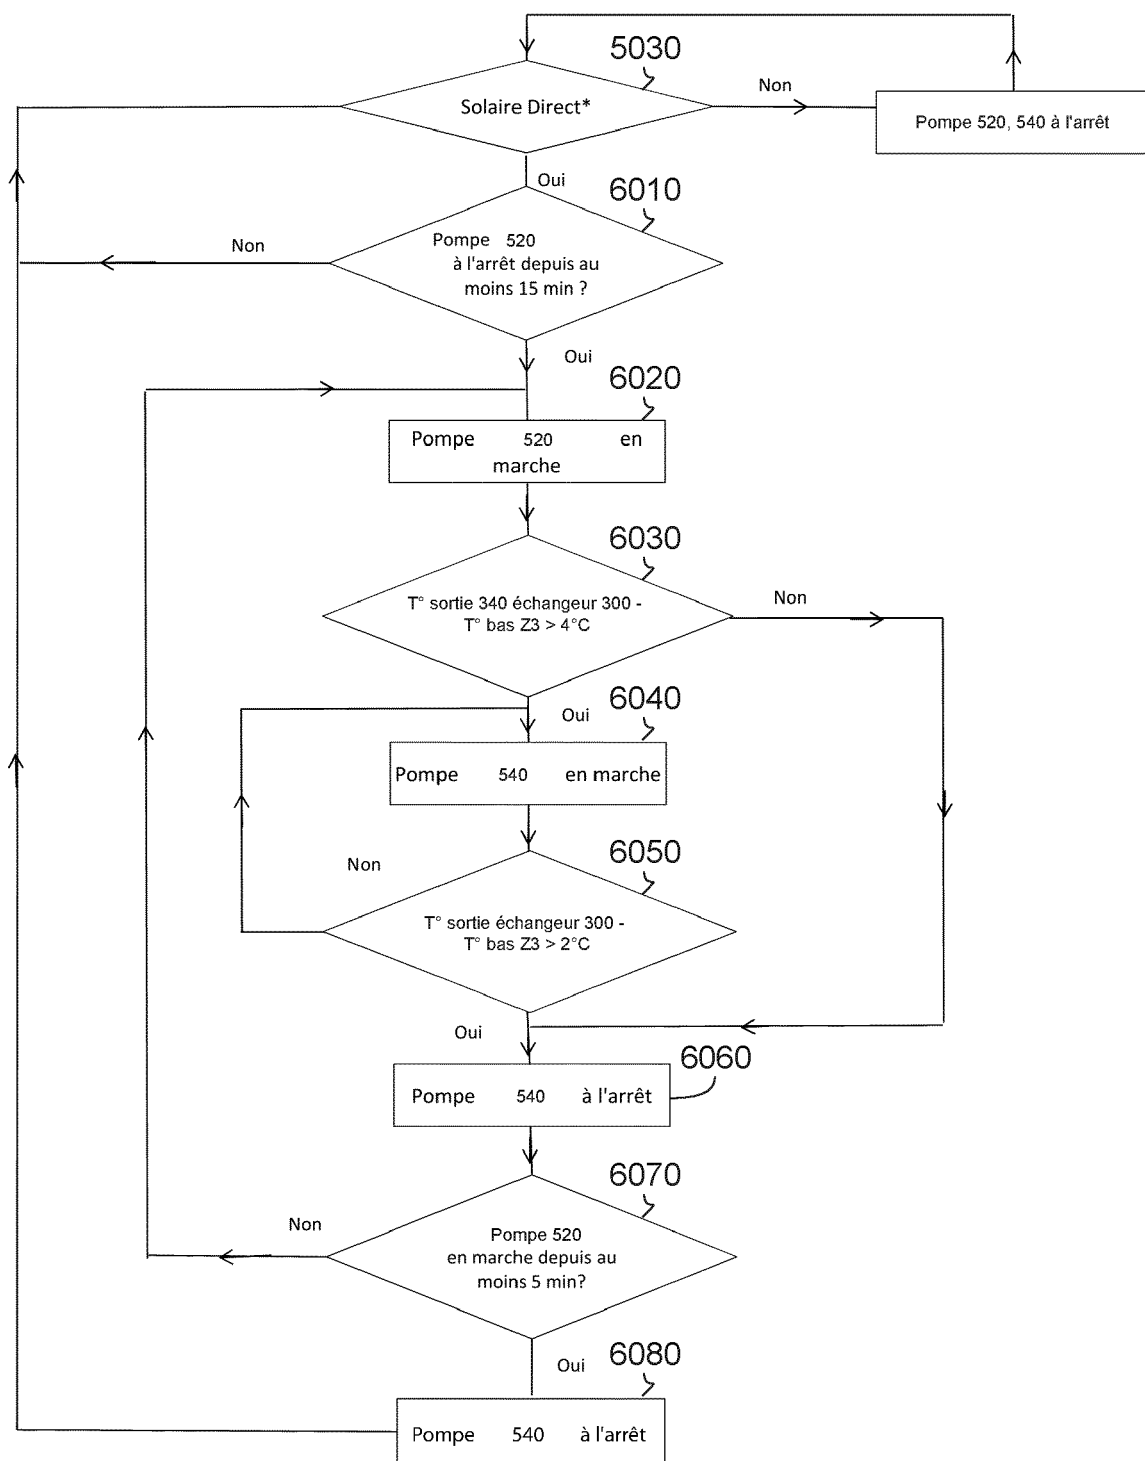 5030
Solaire Direct*
Non
Pompe 520, 540 à l'arrêt
Oui
6010
Non
Pompe 520
à l'arrêt depuis au
moins 15 min ?
Oui
6020
Pompe 520 en
marche
6030
T° sortie 340 échangeur 300 -
T° bas Z3 > 4°C
Non
Oui
6040
Pompe 540 en marche
6050
Non
T° sortie échangeur 300 -
T° bas Z3 > 2°C
Oui
6060
Pompe 540 à l'arrêt
6070
Non
Pompe 520
en marche depuis au
moins 5 min?
Oui
6080
Pompe 540 à l'arrêt